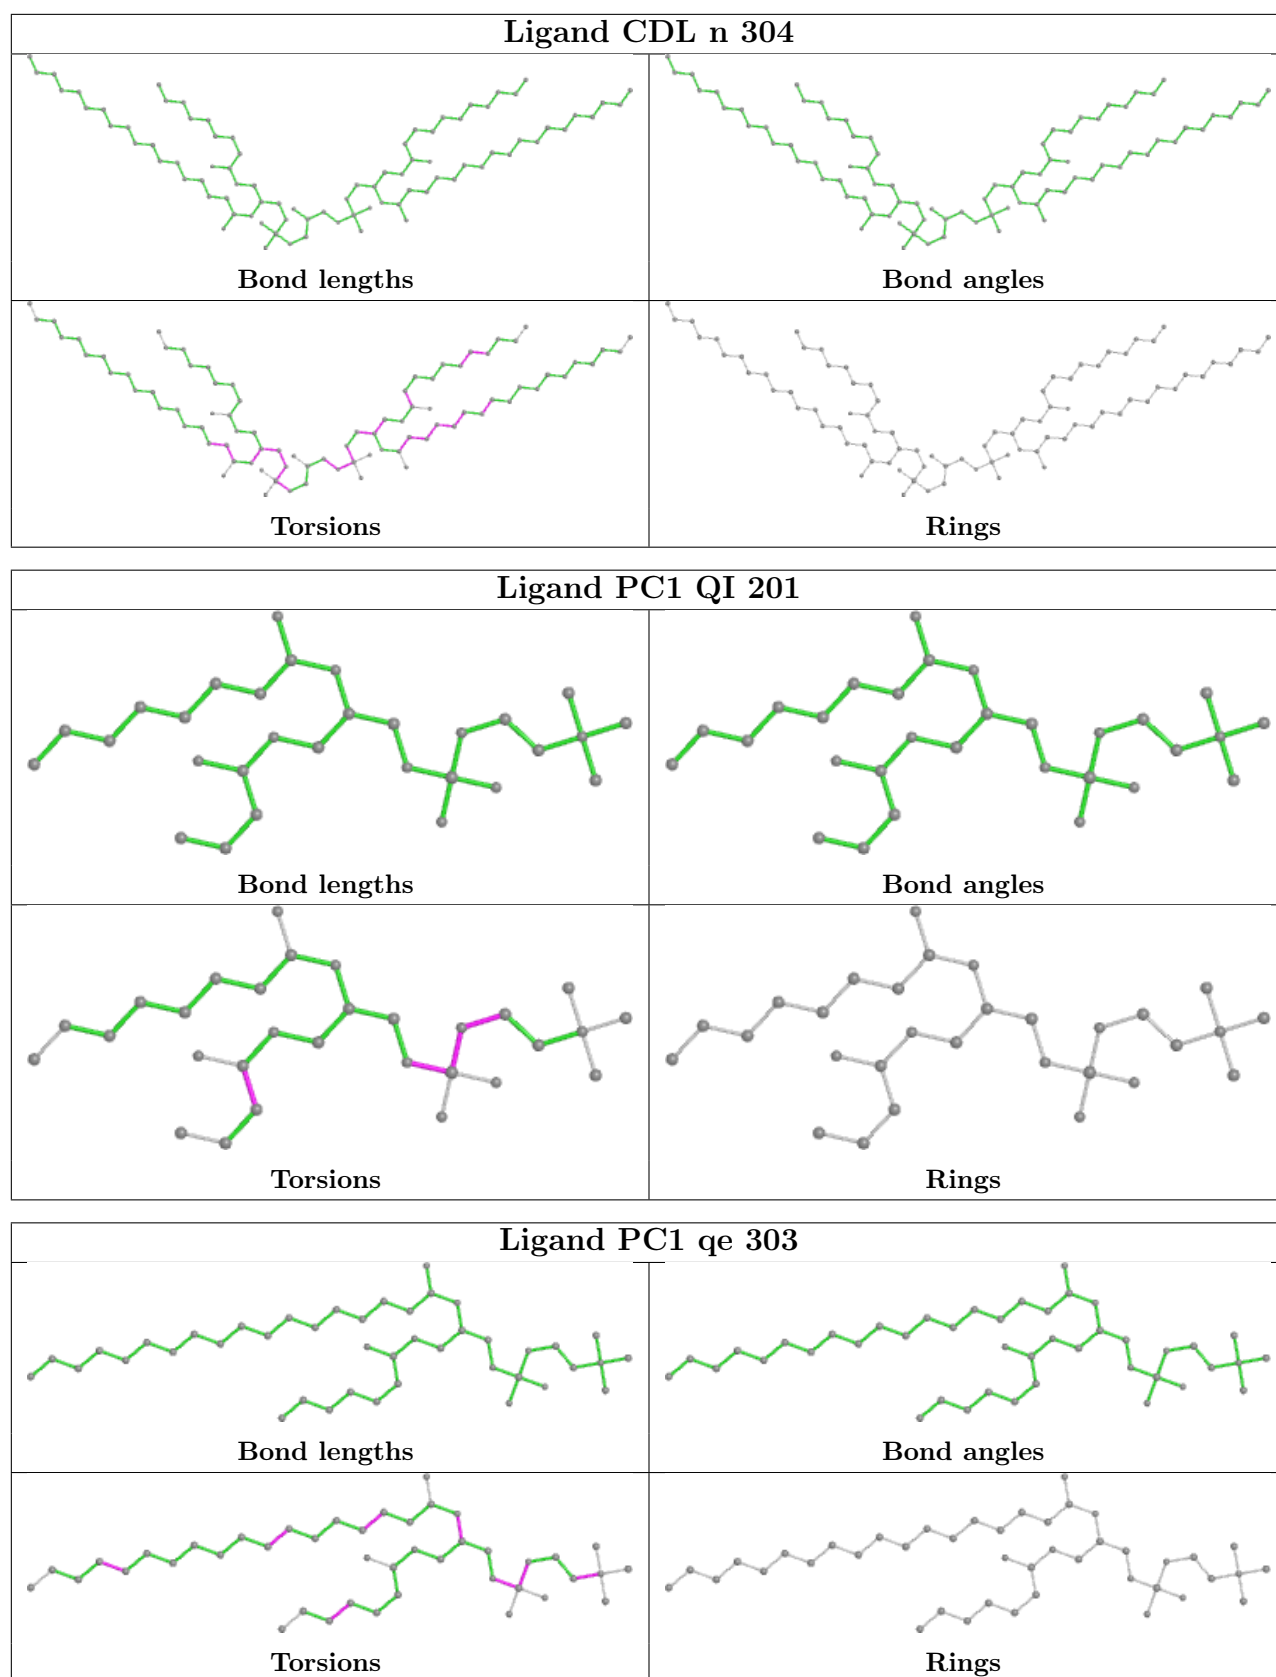 Ligand CDL n 304
Bond lengths
Bond angles
Torsions
Rings
Ligand PC1 QI 201
Bond lengths
Bond angles
Torsions
Rings
Ligand PC1 qe 303
Bond lengths
Bond angles
Torsions
Rings